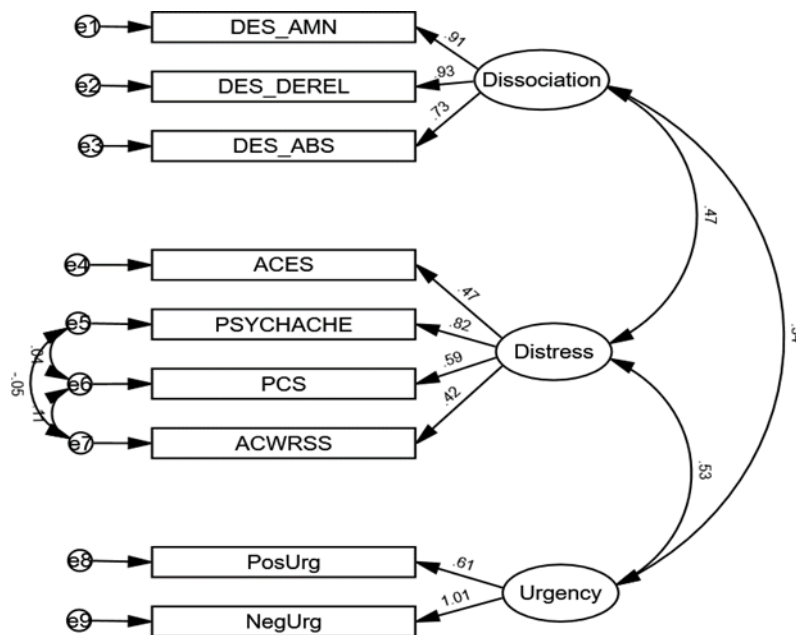 e1
DES_AMN
.91
e2
DES_DEREL
.93
Dissociation
e3
DES_ABS
.73
.47
e4
ACES
.47
e5
PSYCHACHE
.82
.04
e6
PCS
.59
Distress
-.05
.11
e7
ACWRSS
.42
.53
e8
PosUrg
.61
Urgency
e9
NegUrg
1.01